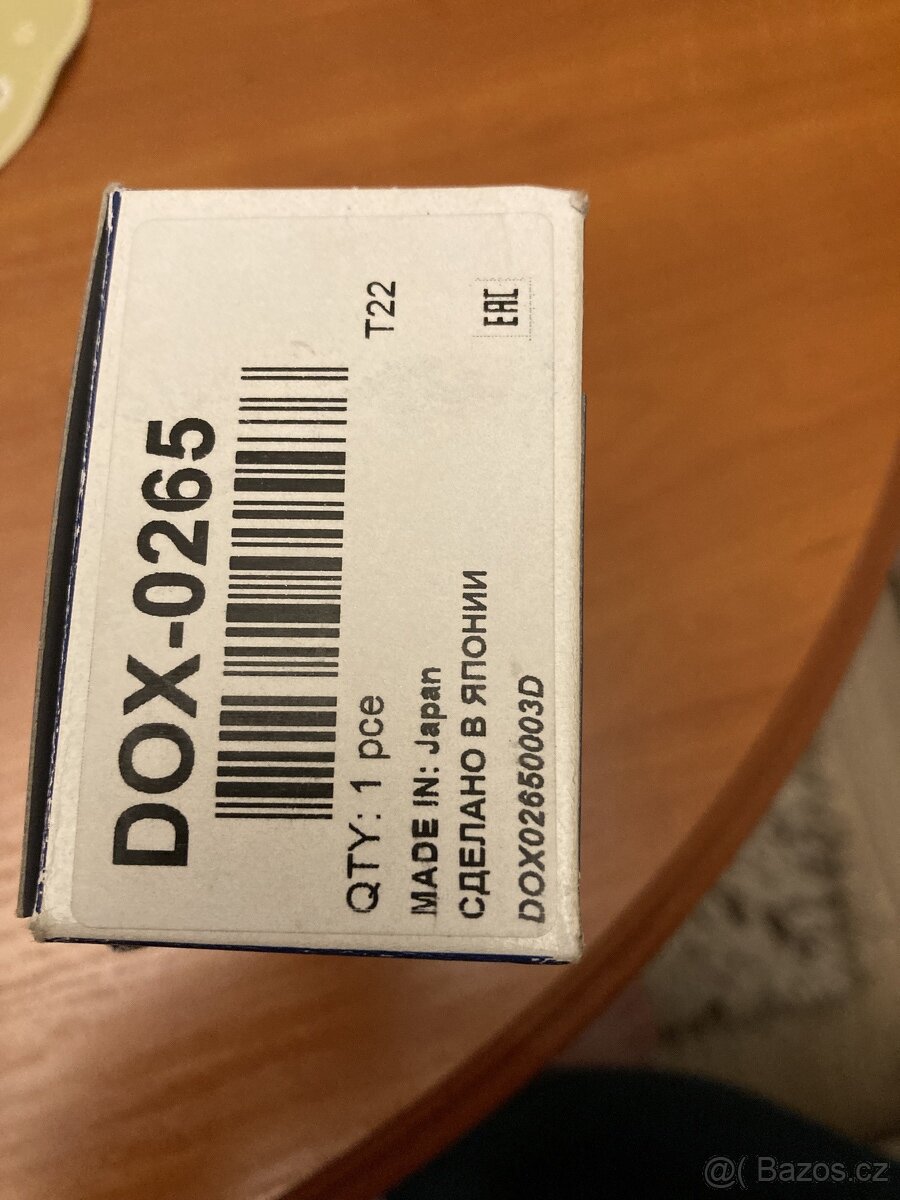 DOX-0265
QTY: 1 pce
T22
MADE IN: Japan
СДЕЛАНО В ЯПОНИИ
EAC
DOX02650003D
@( Bazos.cz